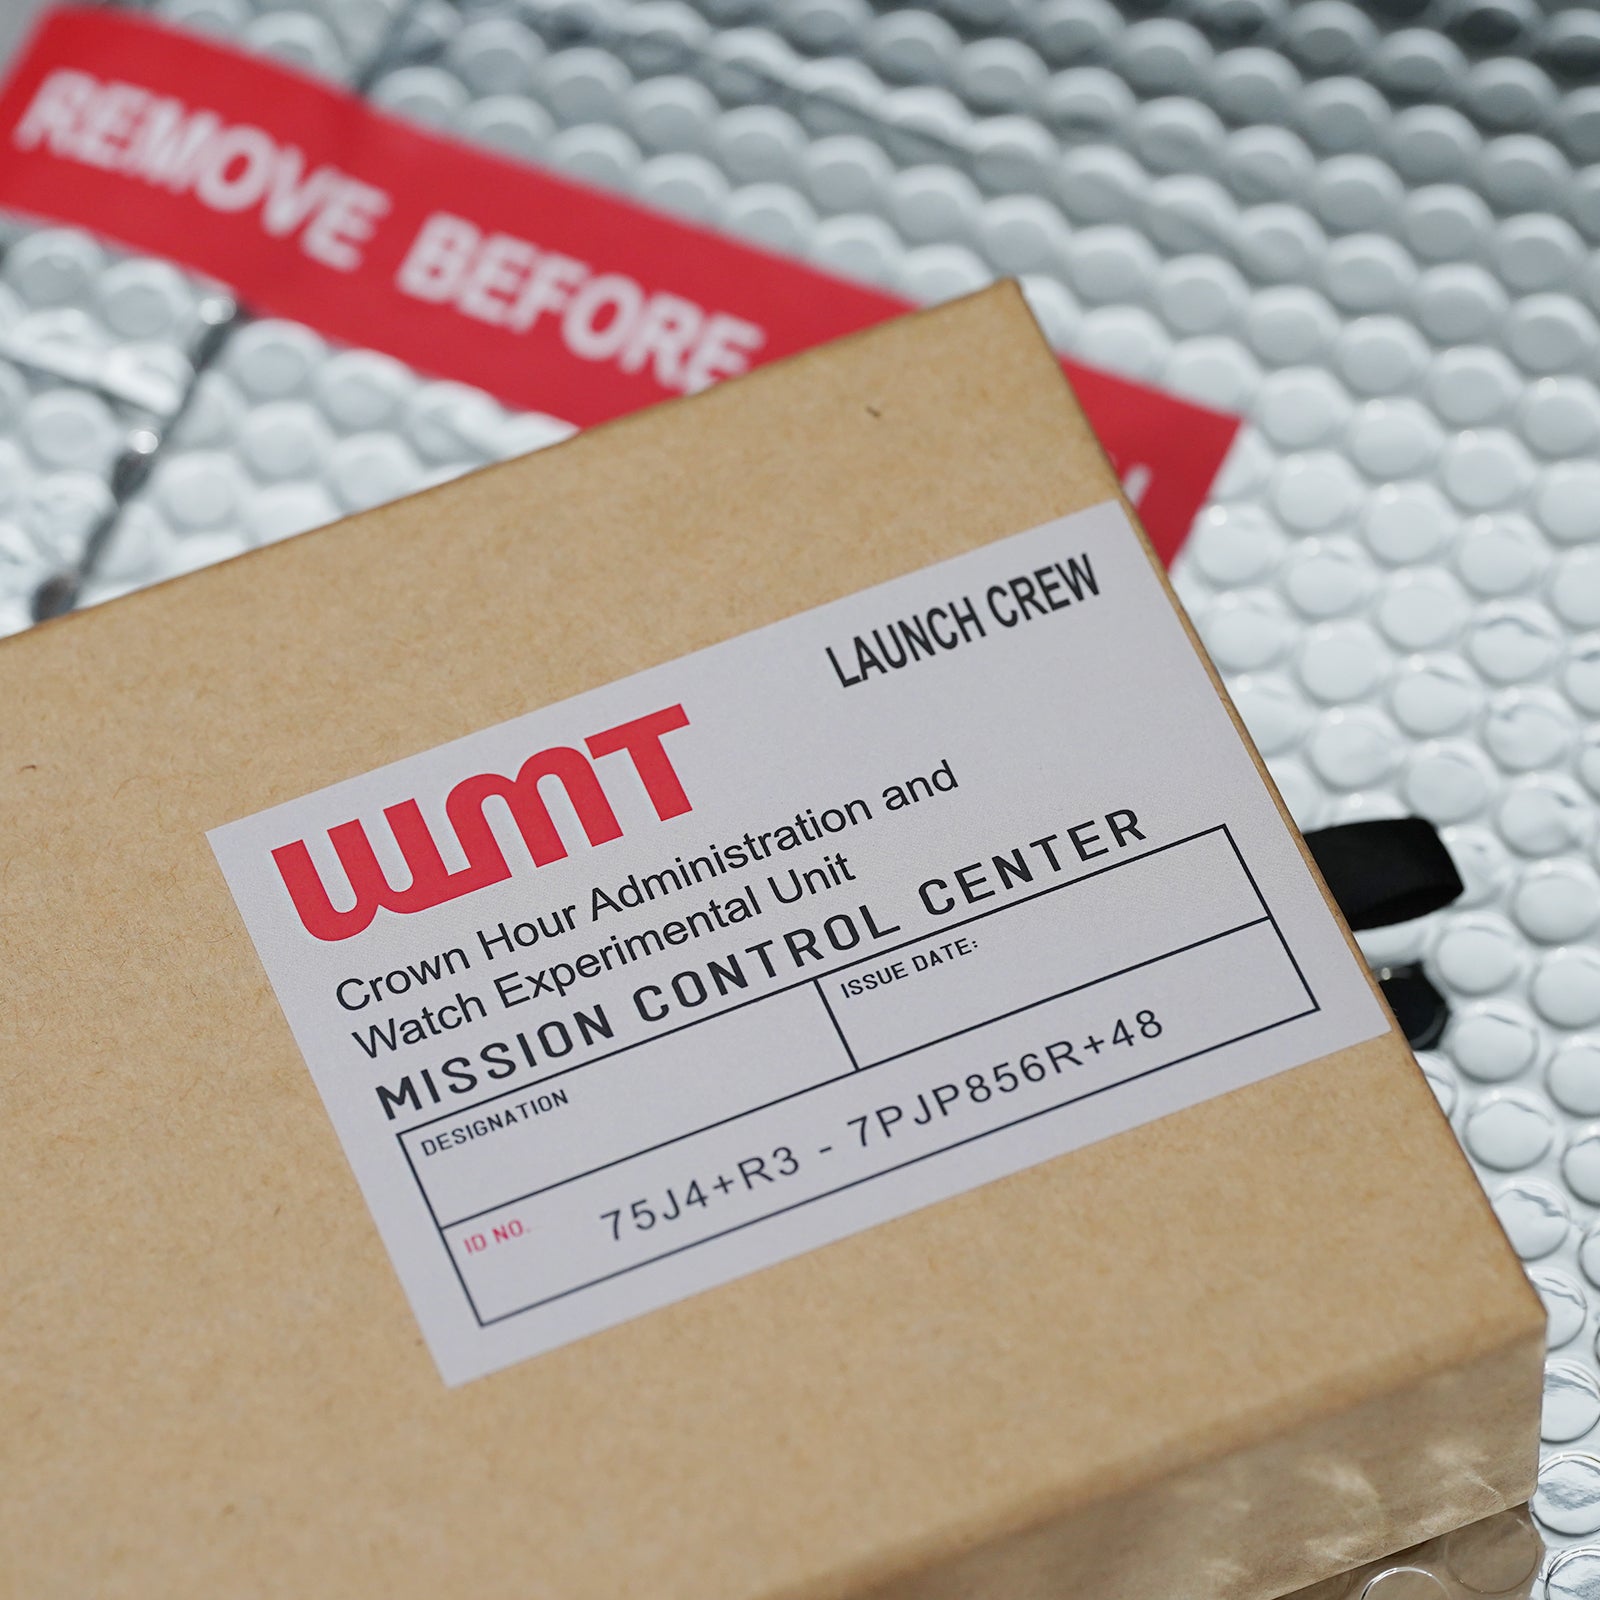 REMOVE BEFORE
LAUNCH CREW
WMT
Crown Hour Administration and
Watch Experimental Unit
MISSION CONTROL CENTER
DESIGNATION
ISSUE DATE:
ID NO.
75J4+R3 - 7PJP856R+48